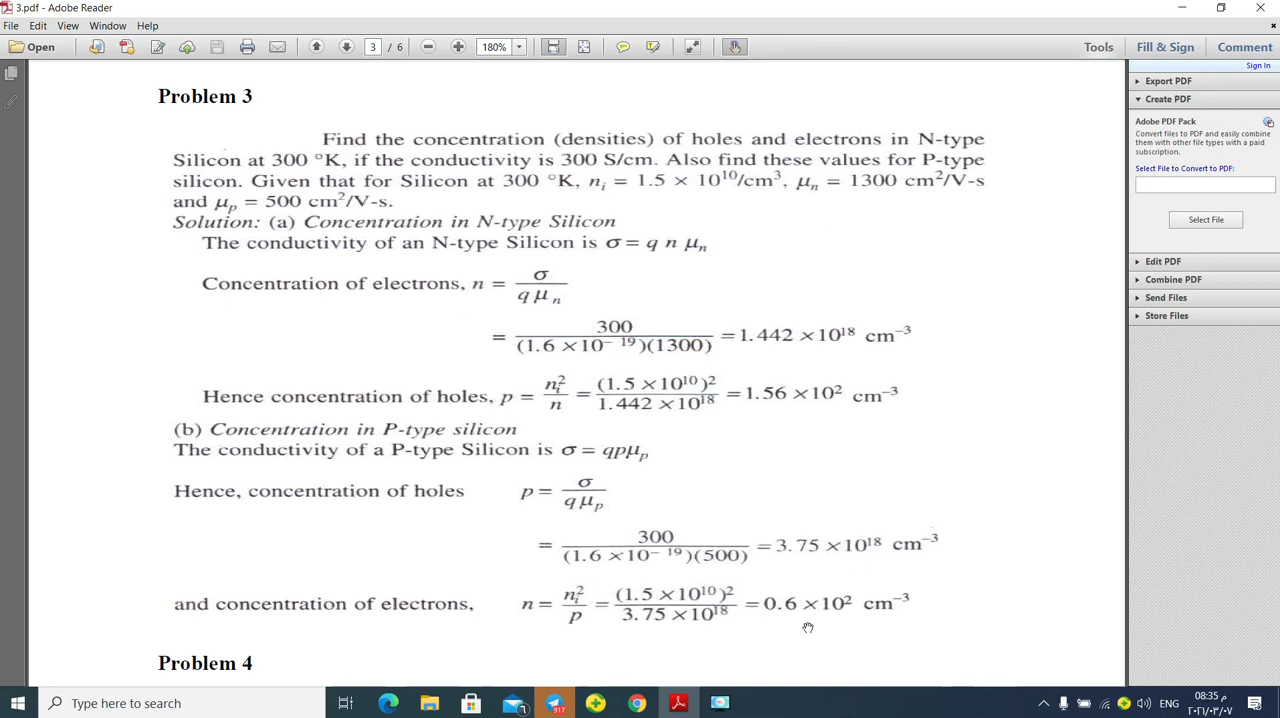 3.pdf - Adobe Reader
File Edit View Window Help
Open 3 / 6 180% Tools Fill & Sign Comment
Sign In
Export PDF
Create PDF
Adobe PDF Pack
Convert files to PDF and easily combine
them with other file types with a paid
subscription.
Select File to Convert to PDF:
Select File
Edit PDF
Combine PDF
Send Files
Store Files
Problem 3
Find the concentration (densities) of holes and electrons in N-type
Silicon at 300 °K, if the conductivity is 300 S/cm. Also find these values for P-type
silicon. Given that for Silicon at 300 °K, nᵢ = 1.5 × 10¹⁰/cm³, μₙ = 1300 cm²/V-s
and μₚ = 500 cm²/V-s.
Solution: (a) Concentration in N-type Silicon
The conductivity of an N-type Silicon is σ = q n μₙ
Concentration of electrons, n = σ / q μₙ
= 300 / (1.6 ×10⁻ ¹⁹)(1300) = 1.442 ×10¹⁸ cm⁻³
Hence concentration of holes, p = nᵢ² / n = (1.5 ×10¹⁰)² / 1.442 ×10¹⁸ = 1.56 ×10² cm⁻³
(b) Concentration in P-type silicon
The conductivity of a P-type Silicon is σ = qpμₚ
Hence, concentration of holes p = σ / q μₚ
= 300 / (1.6 ×10⁻ ¹⁹)(500) = 3.75 ×10¹⁸ cm⁻³
and concentration of electrons, n = nᵢ² / p = (1.5 ×10¹⁰)² / 3.75 ×10¹⁸ = 0.6 ×10² cm⁻³
Problem 4
Type here to search
917
ENG
08:35 م
٢٠٢١/٠٣/٠٧